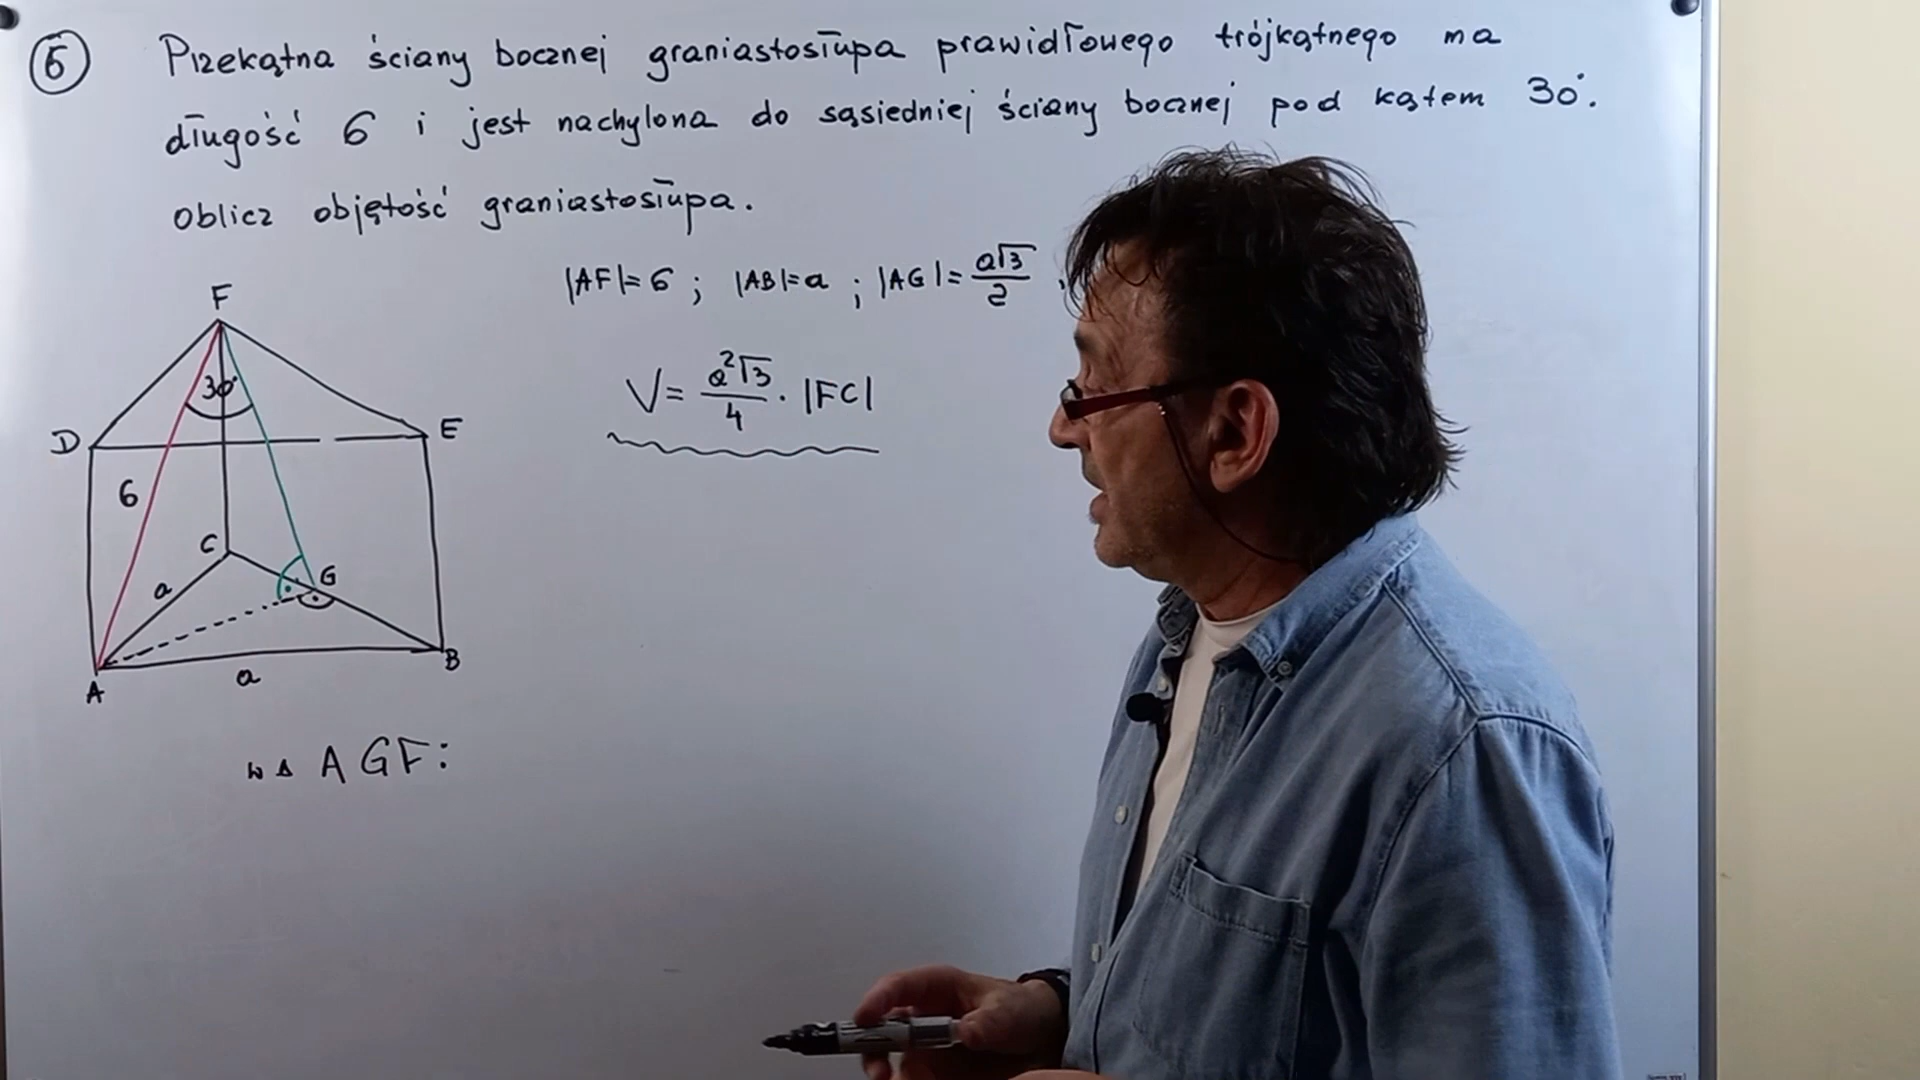 6 Przekątna ściany bocznej graniastosłupa prawidłowego trójkątnego ma
długość 6 i jest nachylona do sąsiedniej ściany bocznej pod kątem 30°.
oblicz objętość graniastosłupa.
|AF|=6 ; |AB|=a ; |AG|=a√3/2 ;
V= a²√3/4 · |FC|
F
30°
D E
6
C
a G
B
a
A
w Δ AGF: